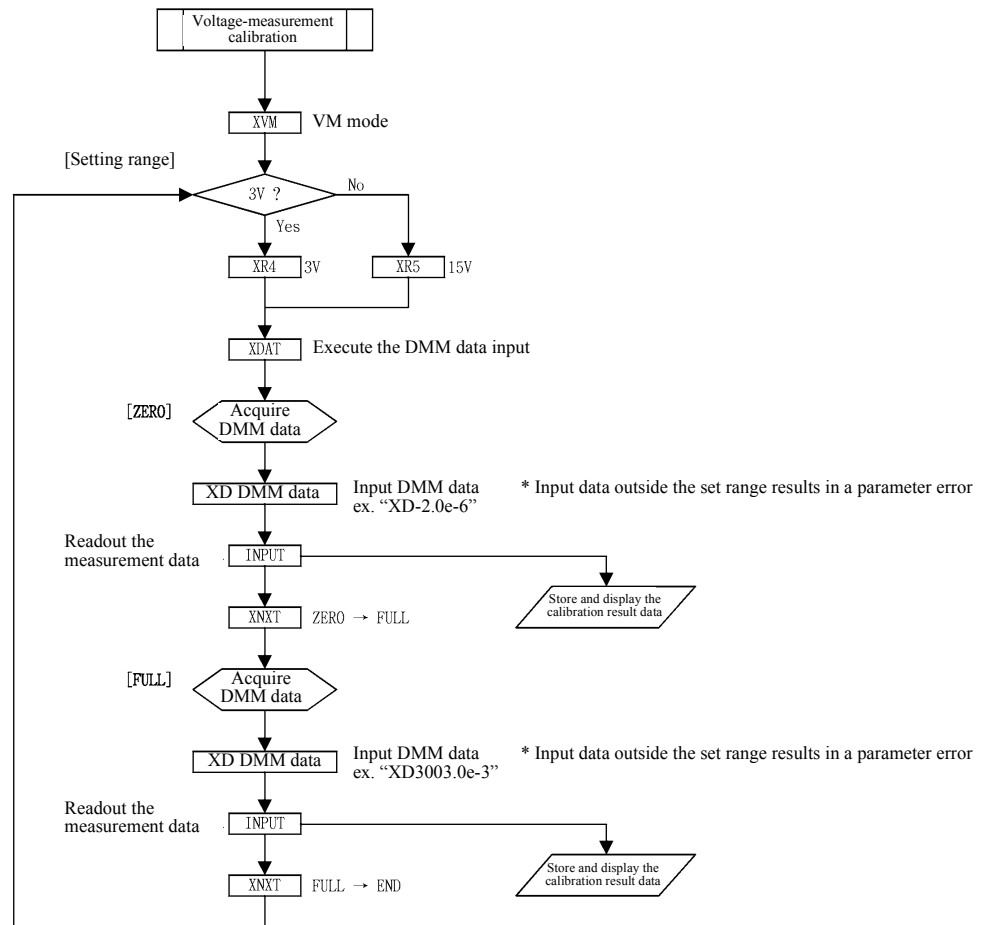 Voltage-measurement
calibration
XVM VM mode
[Setting range]
3V ?
No
Yes
XR4 3V
XR5 15V
XDAT Execute the DMM data input
[ZERO]
Acquire
DMM data
XD DMM data
Input DMM data
ex. “XD-2.0e-6”
* Input data outside the set range results in a parameter error
Readout the
measurement data
INPUT
Store and display the
calibration result data
XNXT ZERO → FULL
[FULL]
Acquire
DMM data
XD DMM data
Input DMM data
ex. “XD3003.0e-3”
* Input data outside the set range results in a parameter error
Readout the
measurement data
INPUT
Store and display the
calibration result data
XNXT FULL → END